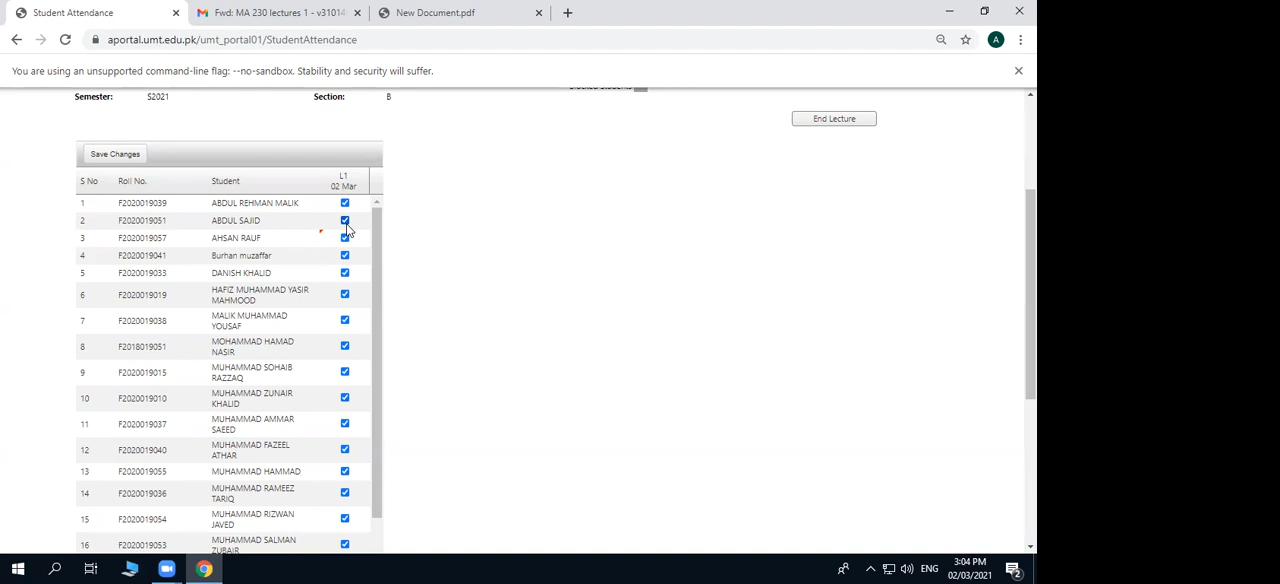 Student Attendance
Fwd: MA 230 lectures 1 - v31014
New Document.pdf
aportal.umt.edu.pk/umt_portal01/StudentAttendance
A
You are using an unsupported command-line flag: --no-sandbox. Stability and security will suffer.
Semester: S2021 Section: B
End Lecture
Save Changes
S No Roll No. Student L1
02 Mar
1 F2020019039 ABDUL REHMAN MALIK
2 F2020019051 ABDUL SAJID
3 F2020019057 AHSAN RAUF
4 F2020019041 Burhan muzaffar
5 F2020019033 DANISH KHALID
6 F2020019019 HAFIZ MUHAMMAD YASIR
MAHMOOD
7 F2020019038 MALIK MUHAMMAD
YOUSAF
8 F2018019051 MOHAMMAD HAMAD
NASIR
9 F2020019015 MUHAMMAD SOHAIB
RAZZAQ
10 F2020019010 MUHAMMAD ZUNAIR
KHALID
11 F2020019037 MUHAMMAD AMMAR
SAEED
12 F2020019040 MUHAMMAD FAZEEL
ATHAR
13 F2020019055 MUHAMMAD HAMMAD
14 F2020019036 MUHAMMAD RAMEEZ
TARIQ
15 F2020019054 MUHAMMAD RIZWAN
JAVED
16 F2020019053 MUHAMMAD SALMAN
ZUBAIR
ENG
3:04 PM
02/03/2021
2